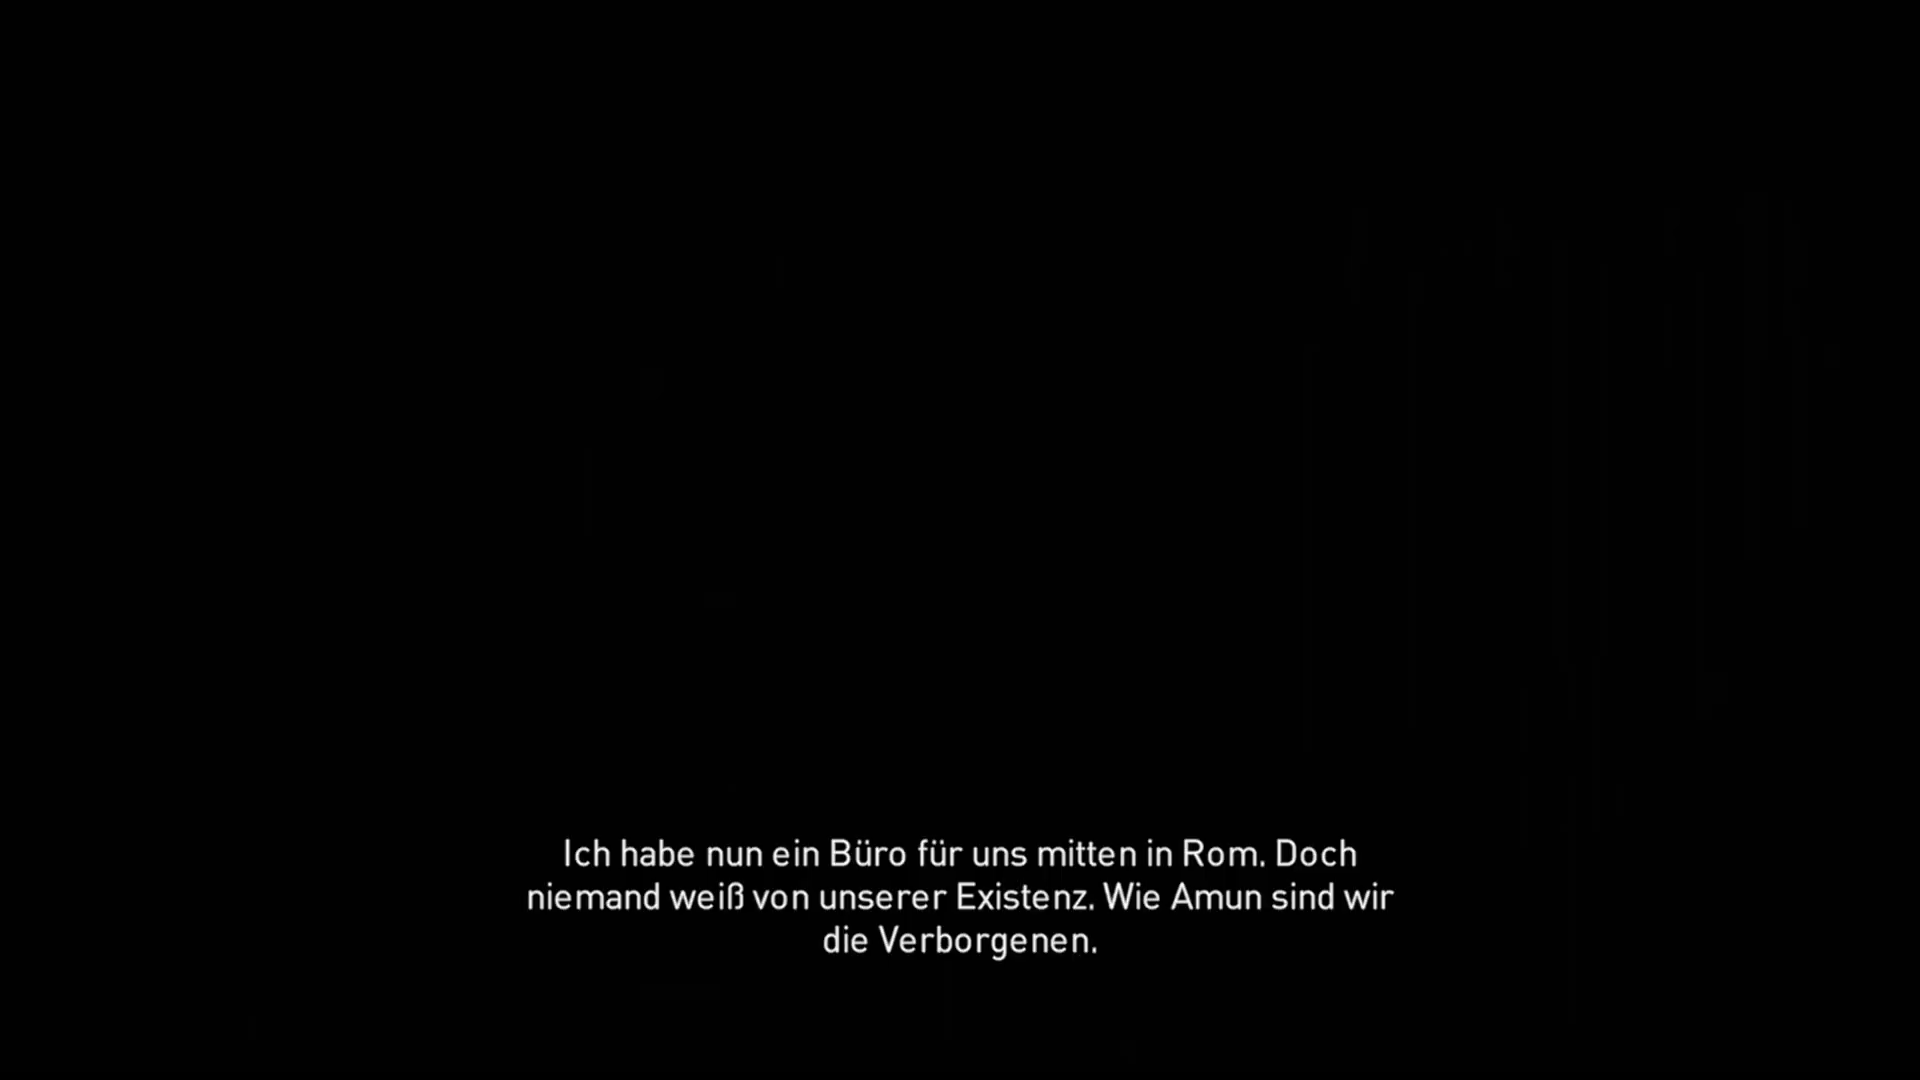 Ich habe nun ein Büro für uns mitten in Rom. Doch
niemand weiß von unserer Existenz. Wie Amun sind wir
die Verborgenen.